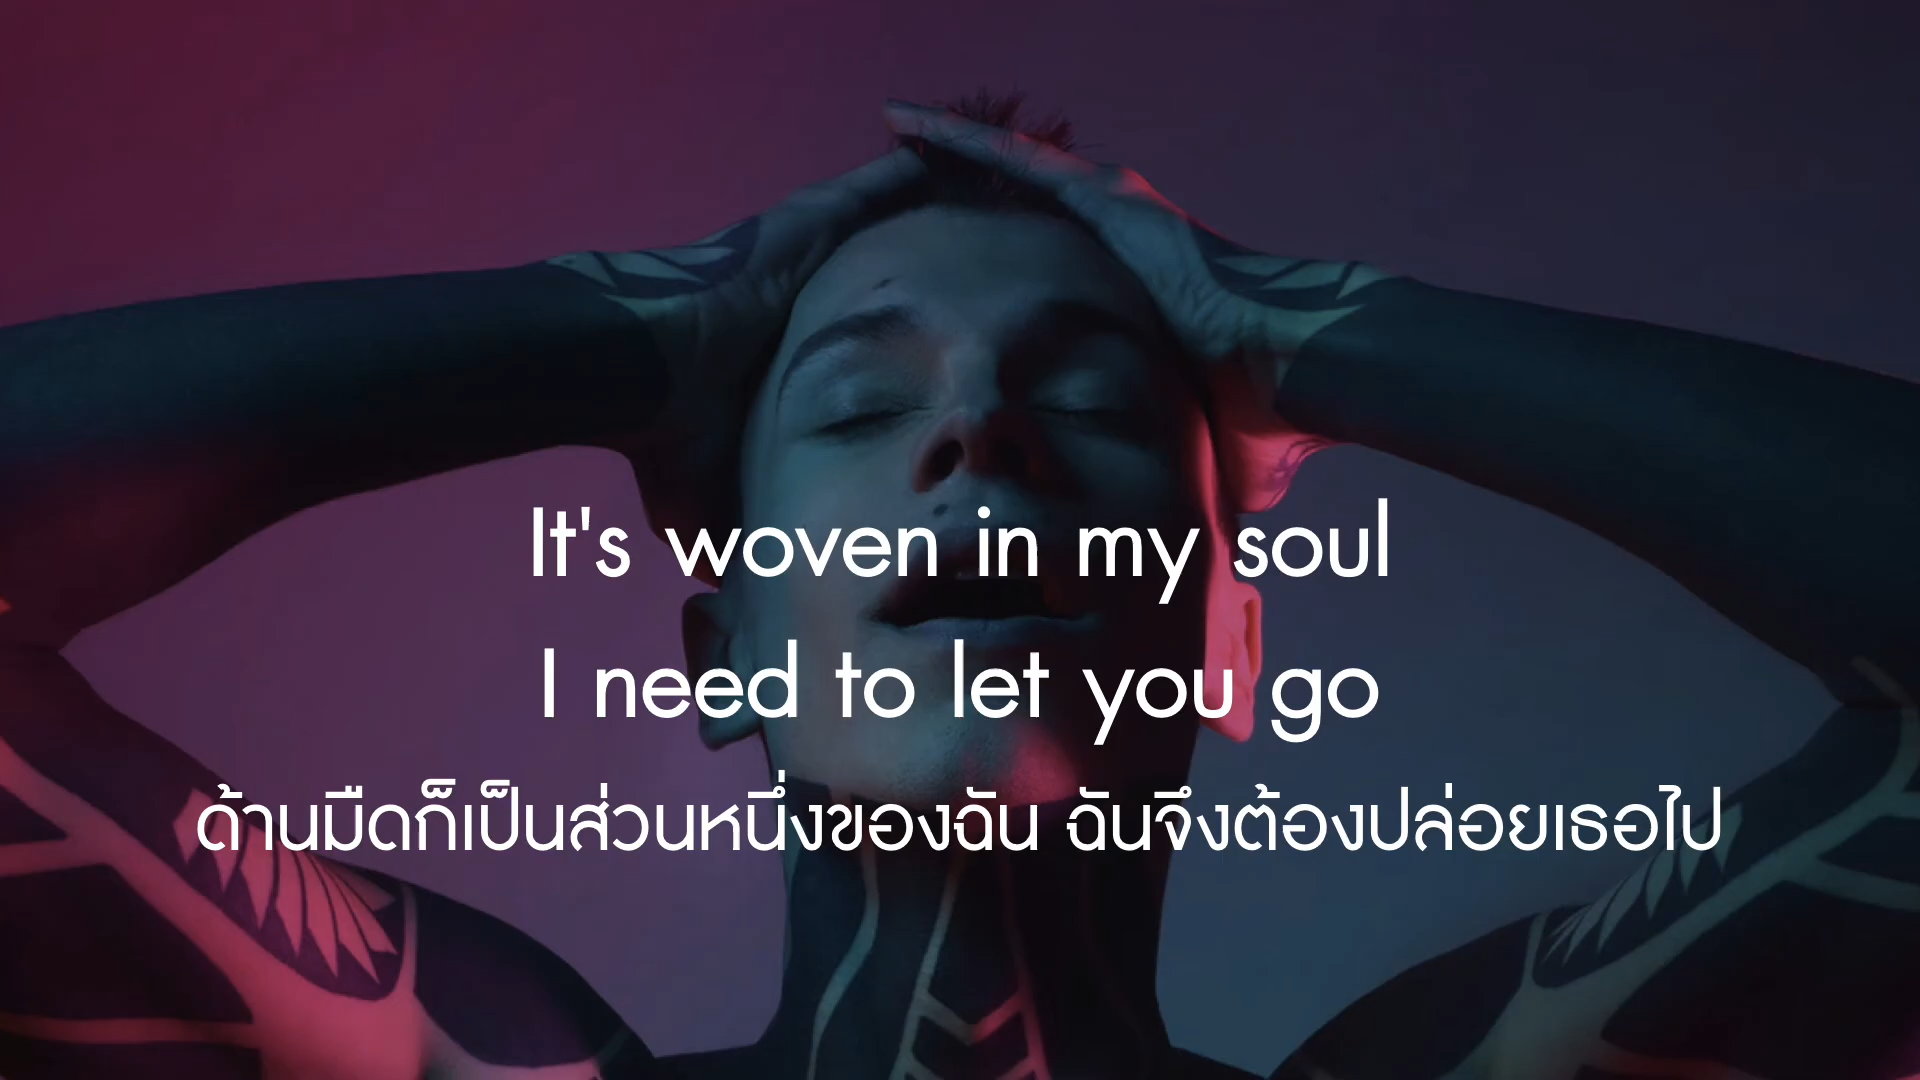 It's woven in my soul
I need to let you go
ด้านมืดก็เป็นส่วนหนึ่งของฉัน ฉันจึงต้องปล่อยเธอไป